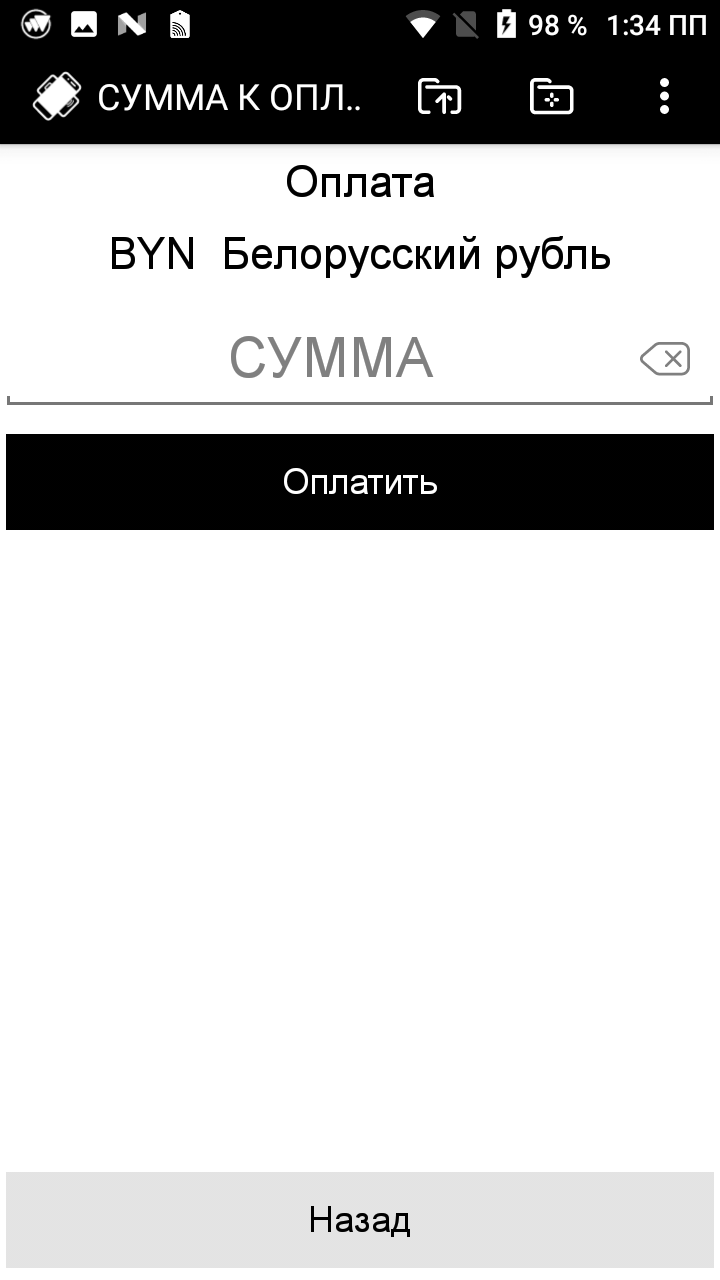 98 % 1:34 ПП
СУММА К ОПЛ..
Оплата
BYN Белорусский рубль
СУММА
Оплатить
Назад